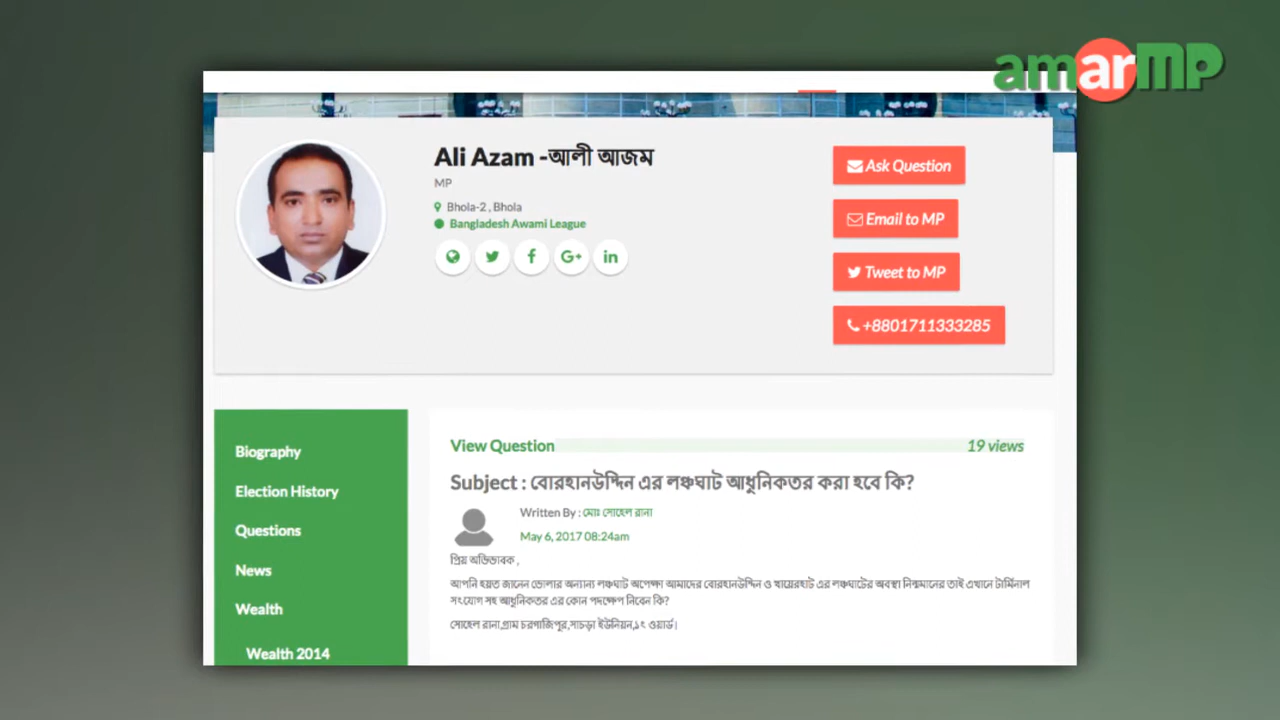 amarMP
Ali Azam -আলী আজম
MP
Bhola-2 , Bhola
Bangladesh Awami League
Ask Question
Email to MP
Tweet to MP
+8801711333285
Biography
Election History
Questions
News
Wealth
Wealth 2014
View Question
19 views
Subject : বোরহানউদ্দিন এর লঞ্চঘাট আধুনিকতর করা হবে কি?
Written By : মোঃ সোহেল রানা
May 6, 2017 08:24am
প্রিয় অভিভাবক ,
আপনি হয়ত জানেন ভোলার অন্যান্য লঞ্চঘাট অপেক্ষা আমাদের বোরহানউদ্দিন ও খায়েরহাট এর লঞ্চঘাটের অবস্থা নিম্মমানের তাই এখানে টার্মিনাল
সংযোগ সহ আধুনিকতর এর কোন পদক্ষেপ নিবেন কি?
সোহেল রানা,গ্রাম চরগাজিপুর,সাচড়া ইউনিয়ন,৯ং ওয়ার্ড।